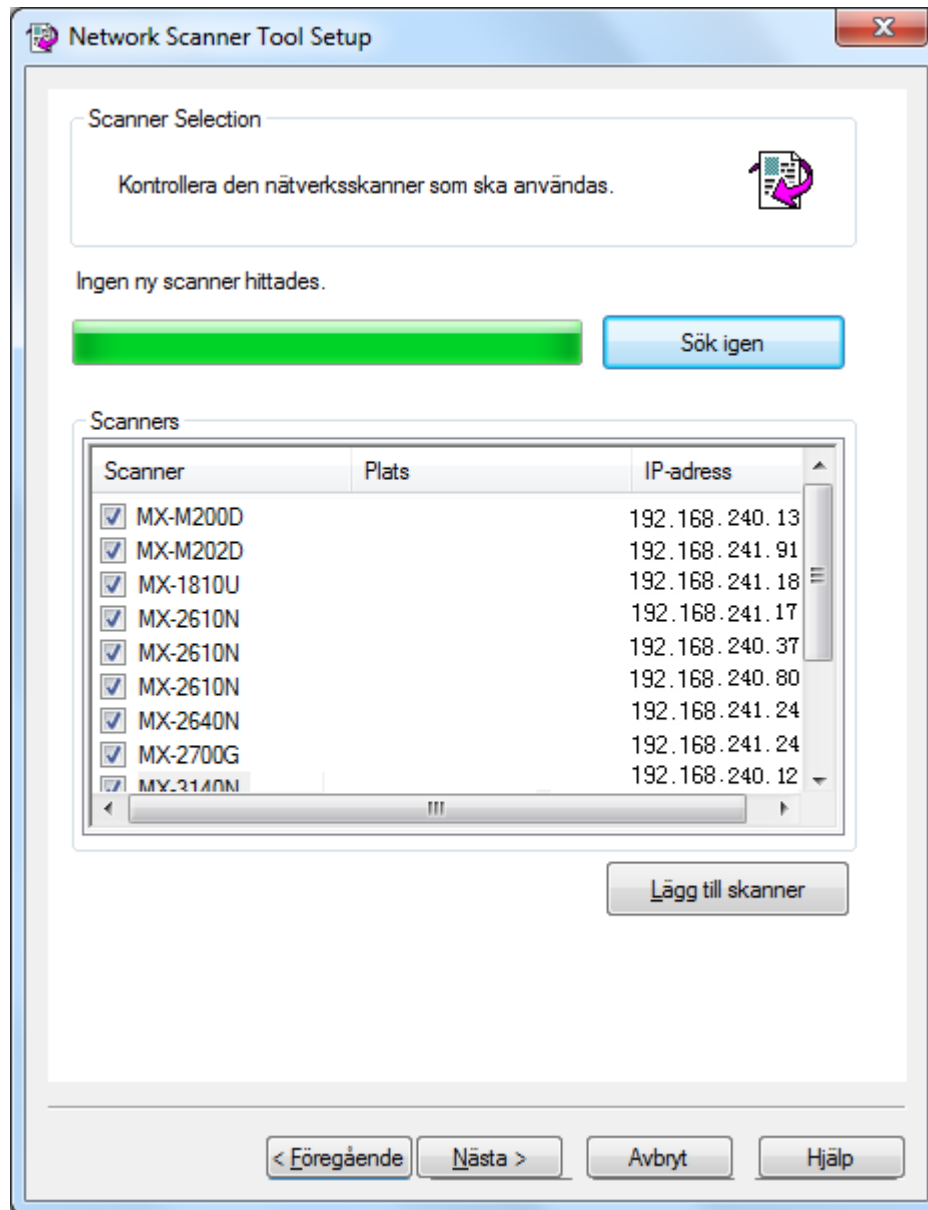 Network Scanner Tool Setup
Scanner Selection
Kontrollera den nätverksskanner som ska användas.
Ingen ny scanner hittades.
Sök igen
Scanners
Scanner Plats IP-adress
MX-M200D 192.168.240.13
MX-M202D 192.168.241.91
MX-1810U 192.168.241.18
MX-2610N 192.168.241.17
MX-2610N 192.168.240.37
MX-2610N 192.168.240.80
MX-2640N 192.168.241.24
MX-2700G 192.168.241.24
MX-3140N 192.168.240.12
Lägg till skanner
< Föregående Nästa > Avbryt Hjälp